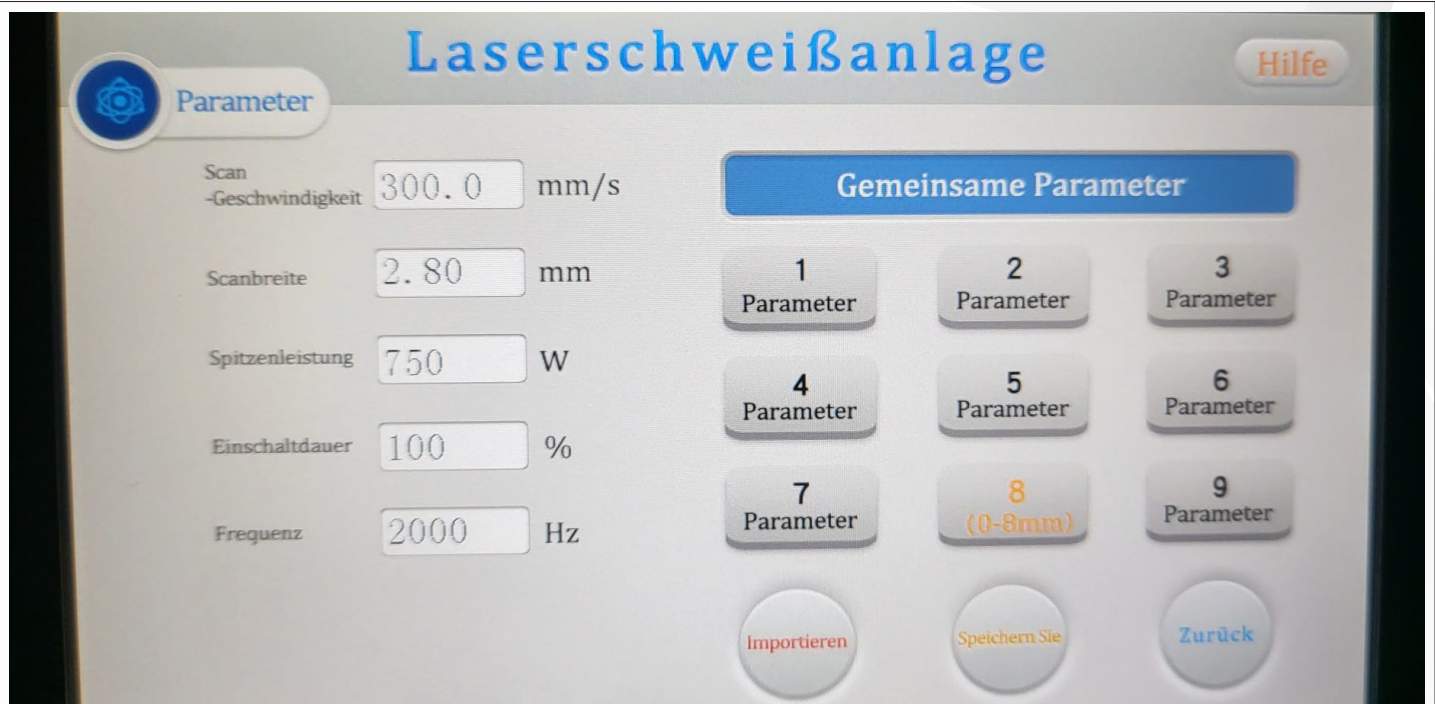 Laserschweißanlage
Hilfe
Parameter
Scan
-Geschwindigkeit 300.0 mm/s
Scanbreite 2.80 mm
Spitzenleistung 750 W
Einschaltdauer 100 %
Frequenz 2000 Hz
Gemeinsame Parameter
1
Parameter
2
Parameter
3
Parameter
4
Parameter
5
Parameter
6
Parameter
7
Parameter
8
(0-8mm)
9
Parameter
Importieren
Speichern Sie
Zurück